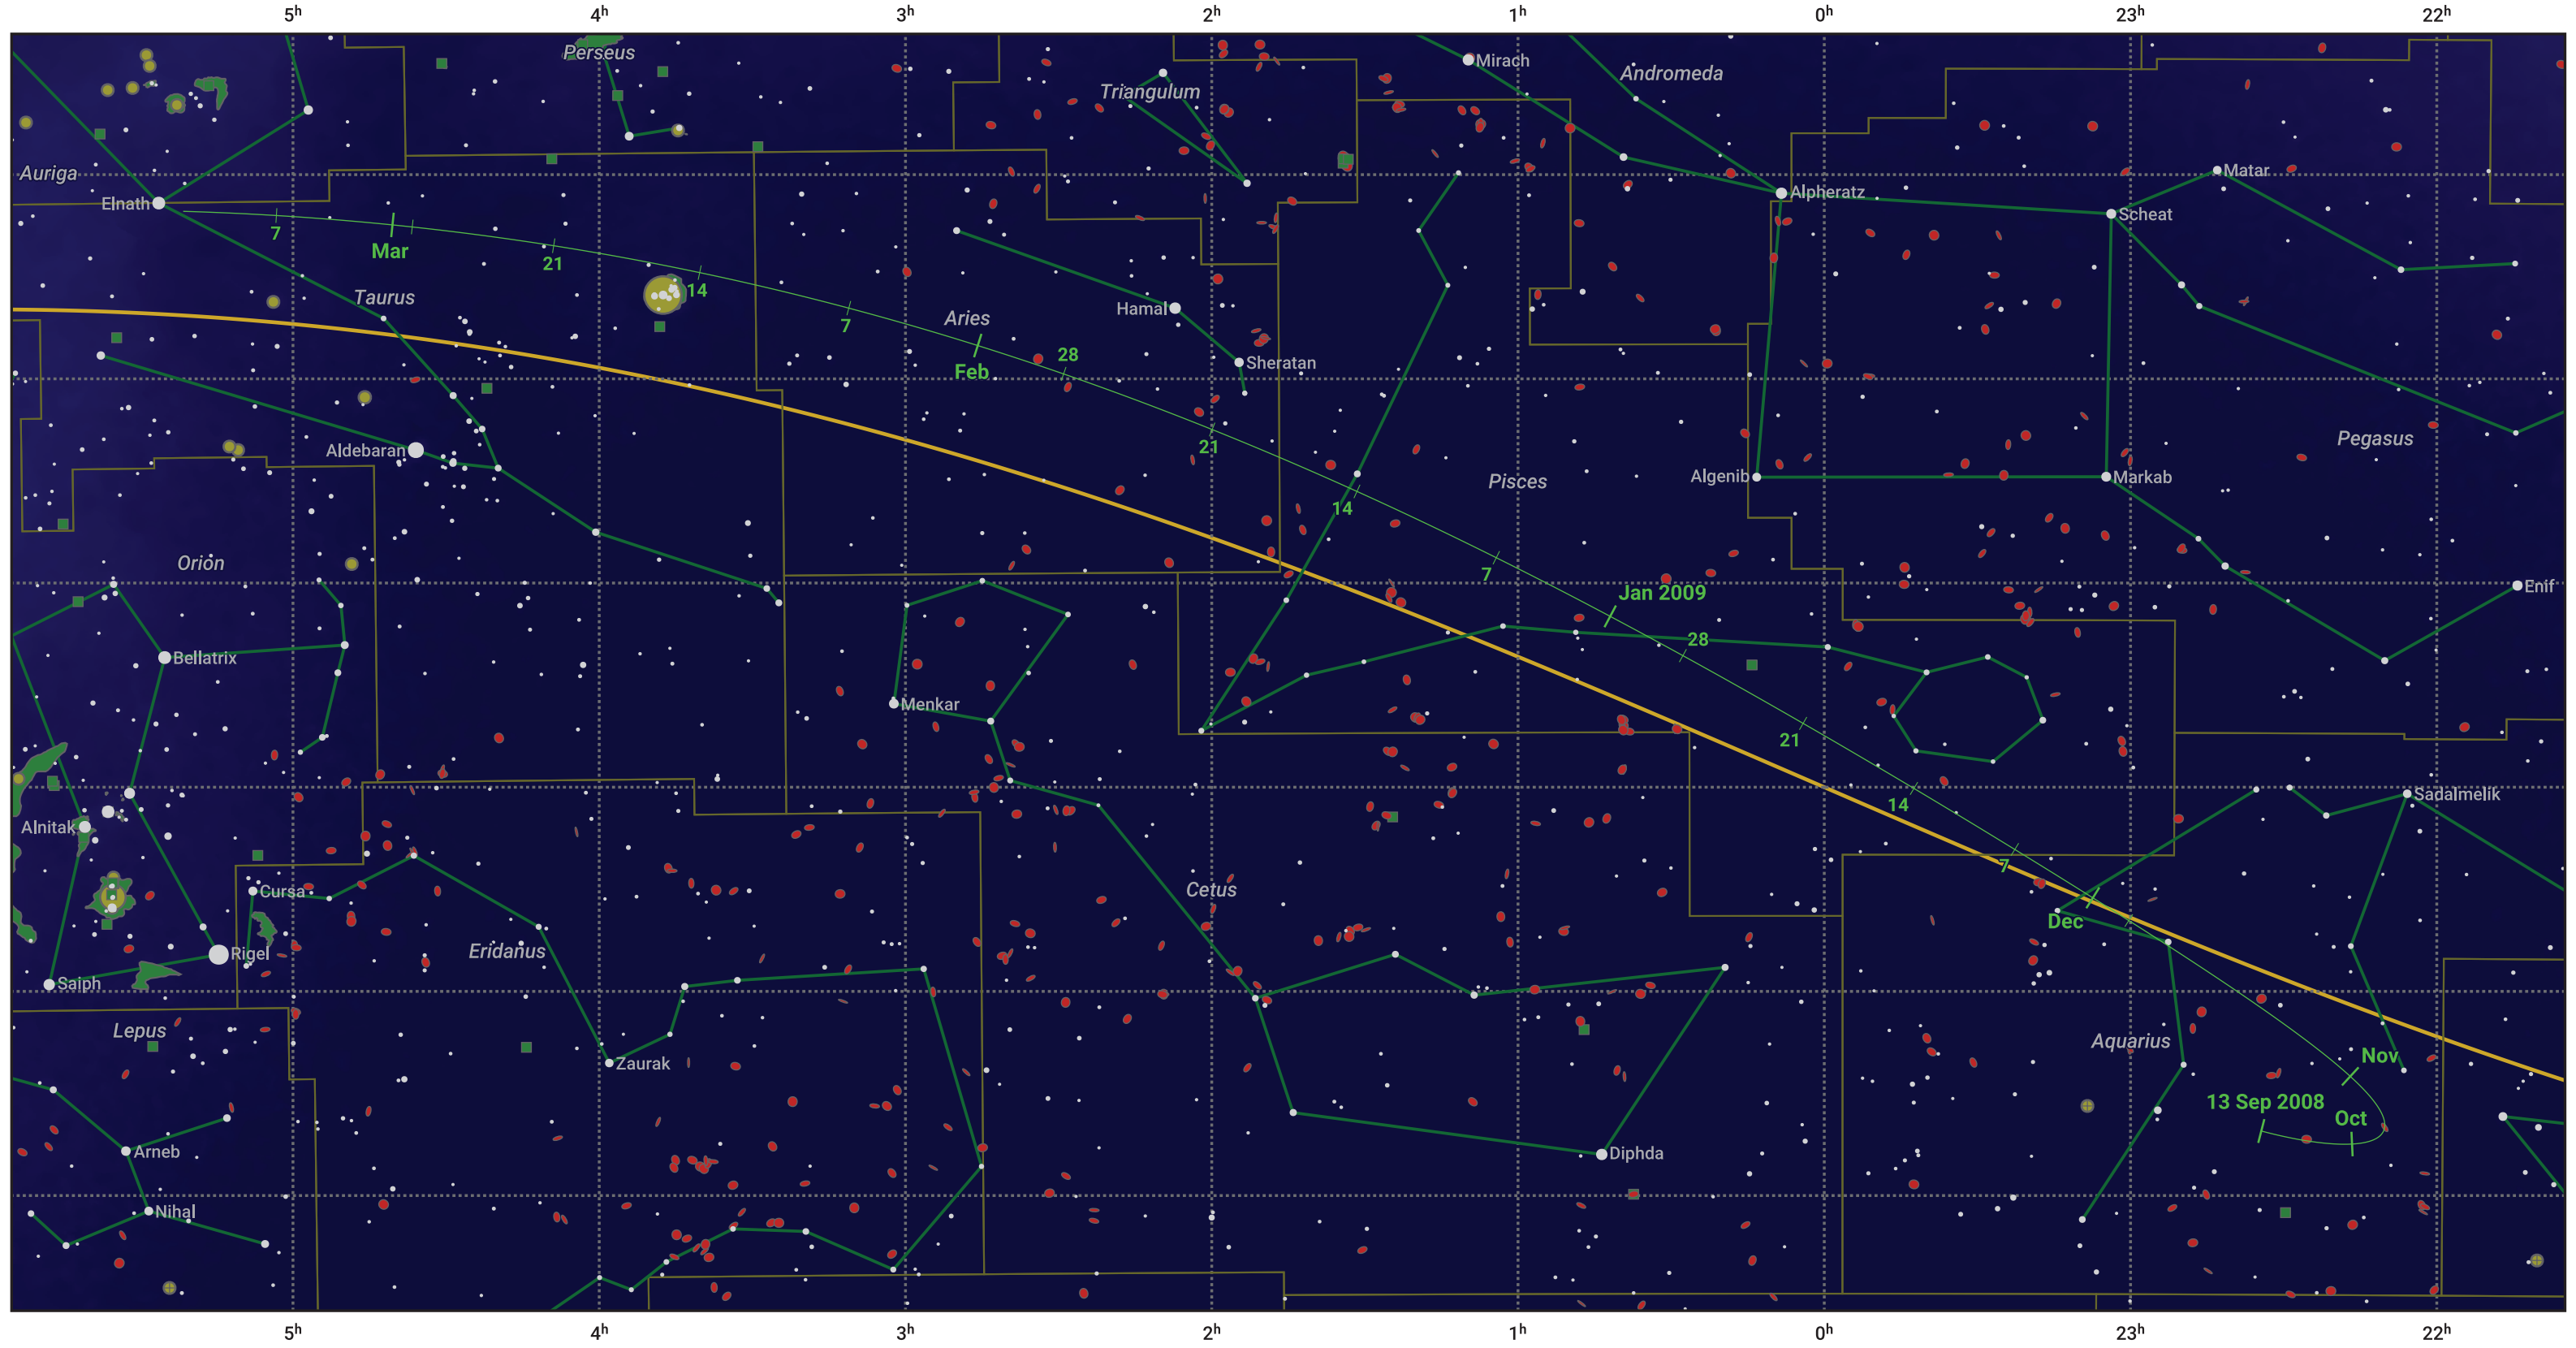 5ʰ 4ʰ 3ʰ 2ʰ 1ʰ 0ʰ 23ʰ 22ʰ
Perseus
Mirach
Andromeda
Triangulum
Auriga
Matar
Elnath
Alpheratz
Scheat
7
Mar
21
14
Taurus
7
Aries
Hamal
Feb
28
Sheratan
Aldebaran
21
Pegasus
Algenib
Markab
Pisces
14
Orion
7
Enif
Jan 2009
28
Bellatrix
Menkar
21
14
Sadalmelik
Alnitak
7
Cursa
Cetus
Dec
Rigel
Eridanus
Saiph
Lepus
Aquarius
Zaurak
Nov
13 Sep 2008
Oct
Arneb
Diphda
Nihal
5ʰ 4ʰ 3ʰ 2ʰ 1ʰ 0ʰ 23ʰ 22ʰ